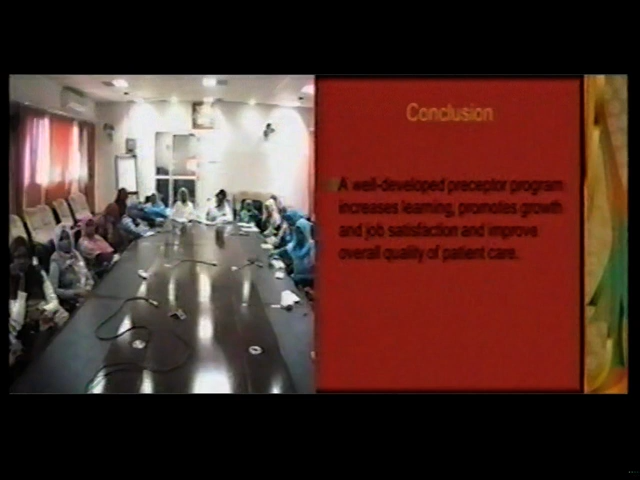 Conclusion
A well-developed preceptor program
increases learning, promotes growth
and job satisfaction and improve
overall quality of patient care.